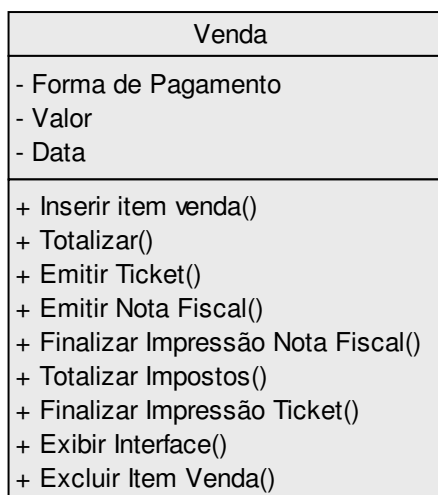 Venda
- Forma de Pagamento
- Valor
- Data
+ Inserir item venda()
+ Totalizar()
+ Emitir Ticket()
+ Emitir Nota Fiscal()
+ Finalizar Impressão Nota Fiscal()
+ Totalizar Impostos()
+ Finalizar Impressão Ticket()
+ Exibir Interface()
+ Excluir Item Venda()